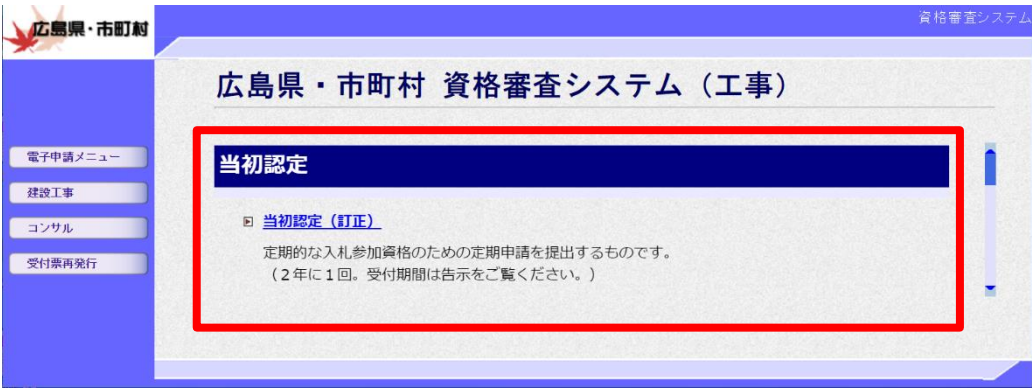 広島県・市町村
資格審査システム
広島県・市町村 資格審査システム（工事）
電子申請メニュー
建設工事
コンサル
受付票再発行
当初認定
当初認定（訂正）
定期的な入札参加資格のための定期申請を提出するものです。
（２年に１回。受付期間は告示をご覧ください。）